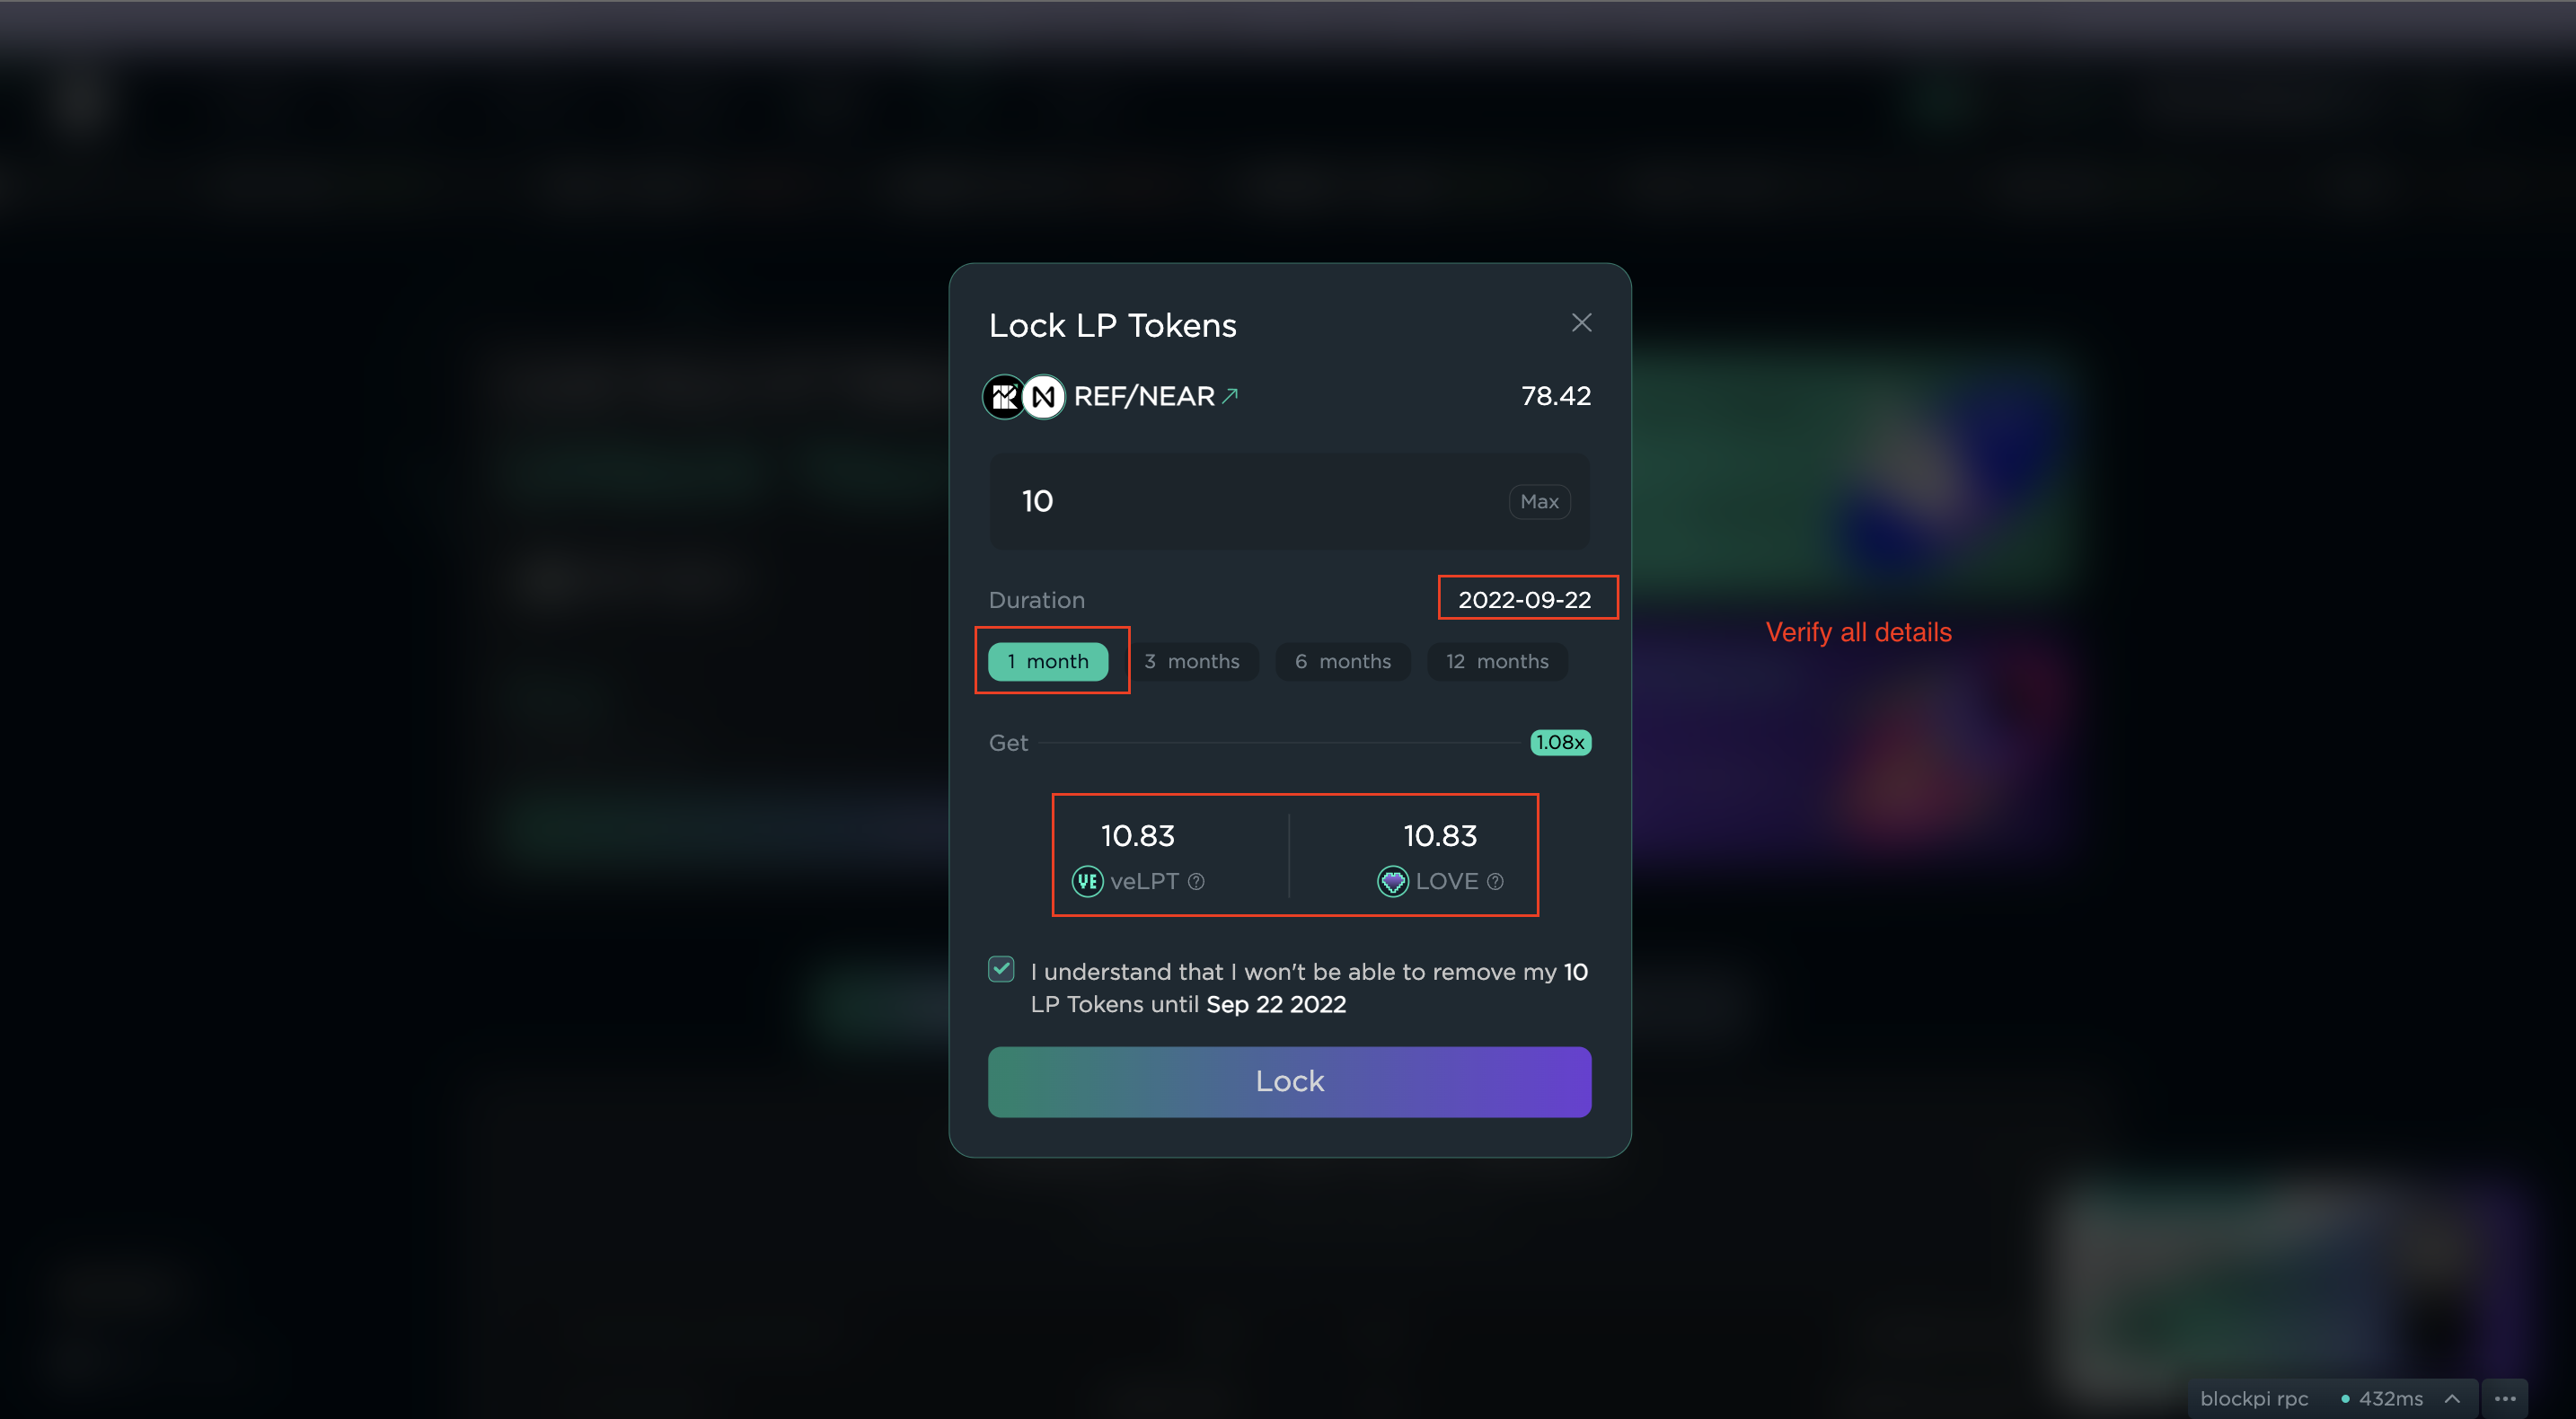 Lock LP Tokens
REF/NEAR 78.42
10 Max
Duration 2022-09-22
Verify all details
1 month 3 months 6 months 12 months
Get 1.08x
10.83 10.83
VE veLPT ? LOVE ?
I understand that I won't be able to remove my 10
LP Tokens until Sep 22 2022
Lock
blockpi rpc 432ms